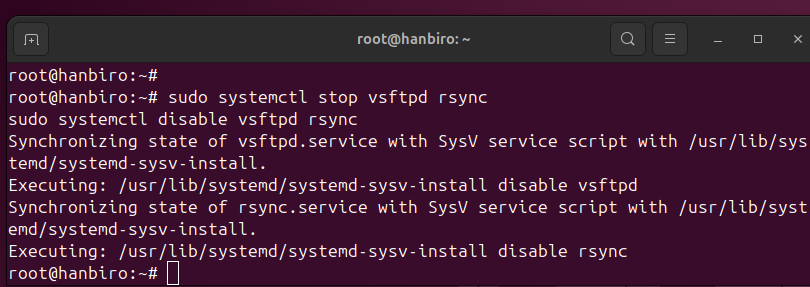 root@hanbiro: ~
root@hanbiro:~#
root@hanbiro:~# sudo systemctl stop vsftpd rsync
sudo systemctl disable vsftpd rsync
Synchronizing state of vsftpd.service with SysV service script with /usr/lib/sys
temd/systemd-sysv-install.
Executing: /usr/lib/systemd/systemd-sysv-install disable vsftpd
Synchronizing state of rsync.service with SysV service script with /usr/lib/syst
emd/systemd-sysv-install.
Executing: /usr/lib/systemd/systemd-sysv-install disable rsync
root@hanbiro:~#